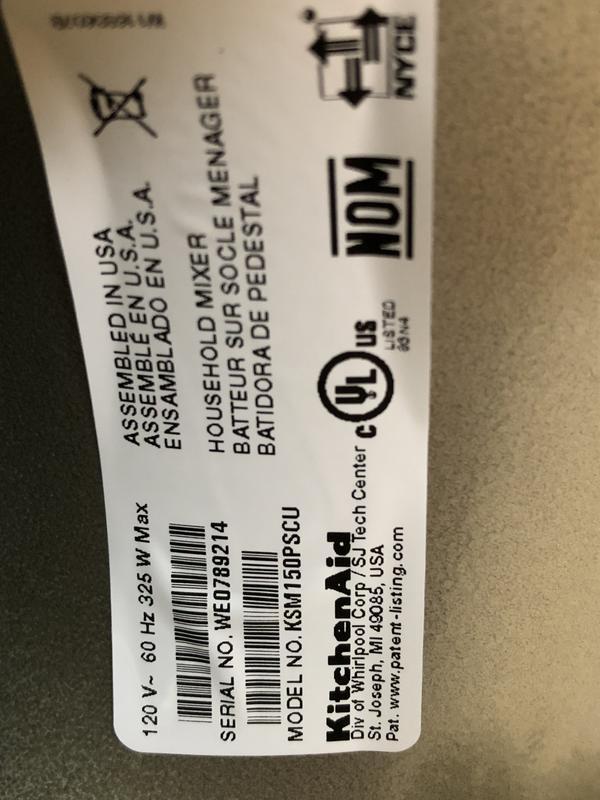 120 V~ 60 Hz 325 W Max
SERIAL NO. WE0789214
MODEL NO. KSM150PSCU
KitchenAid
Div of Whirlpool Corp / SJ Tech Center
St. Joseph, MI 49085, USA
Pat. www.patent-listing.com
ASSEMBLED IN USA
ASSEMBLÉ EN U.S.A.
ENSAMBLADO EN U.S.A.
HOUSEHOLD MIXER
BATTEUR SUR SOCLE MENAGER
BATIDORA DE PEDESTAL
C UL US
LISTED
NOM
NYCE